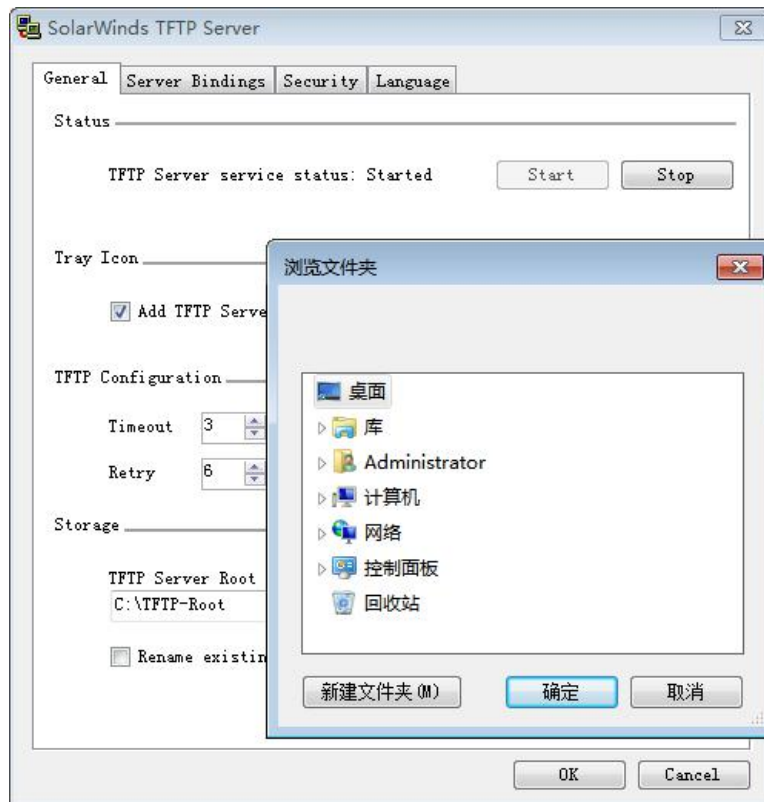 SolarWinds TFTP Server
General Server Bindings Security Language
Status
TFTP Server service status: Started Start Stop
Tray Icon
Add TFTP Serve
TFTP Configuration
Timeout 3
Retry 6
Storage
TFTP Server Root
C:\TFTP-Root
Rename existin
浏览文件夹
桌面
库
Administrator
计算机
网络
控制面板
回收站
新建文件夹(M) 确定 取消
OK Cancel